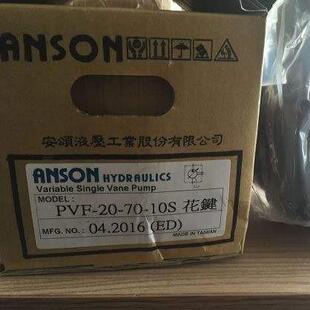 ANSON
安頌液壓工業股份有限公司
ANSON HYDRAULICS
Variable Single Vane Pump
MODEL :
PVF-20-70-10S 花鍵
MFG. NO.: 04.2016 (ED)
MADE IN TAIWAN